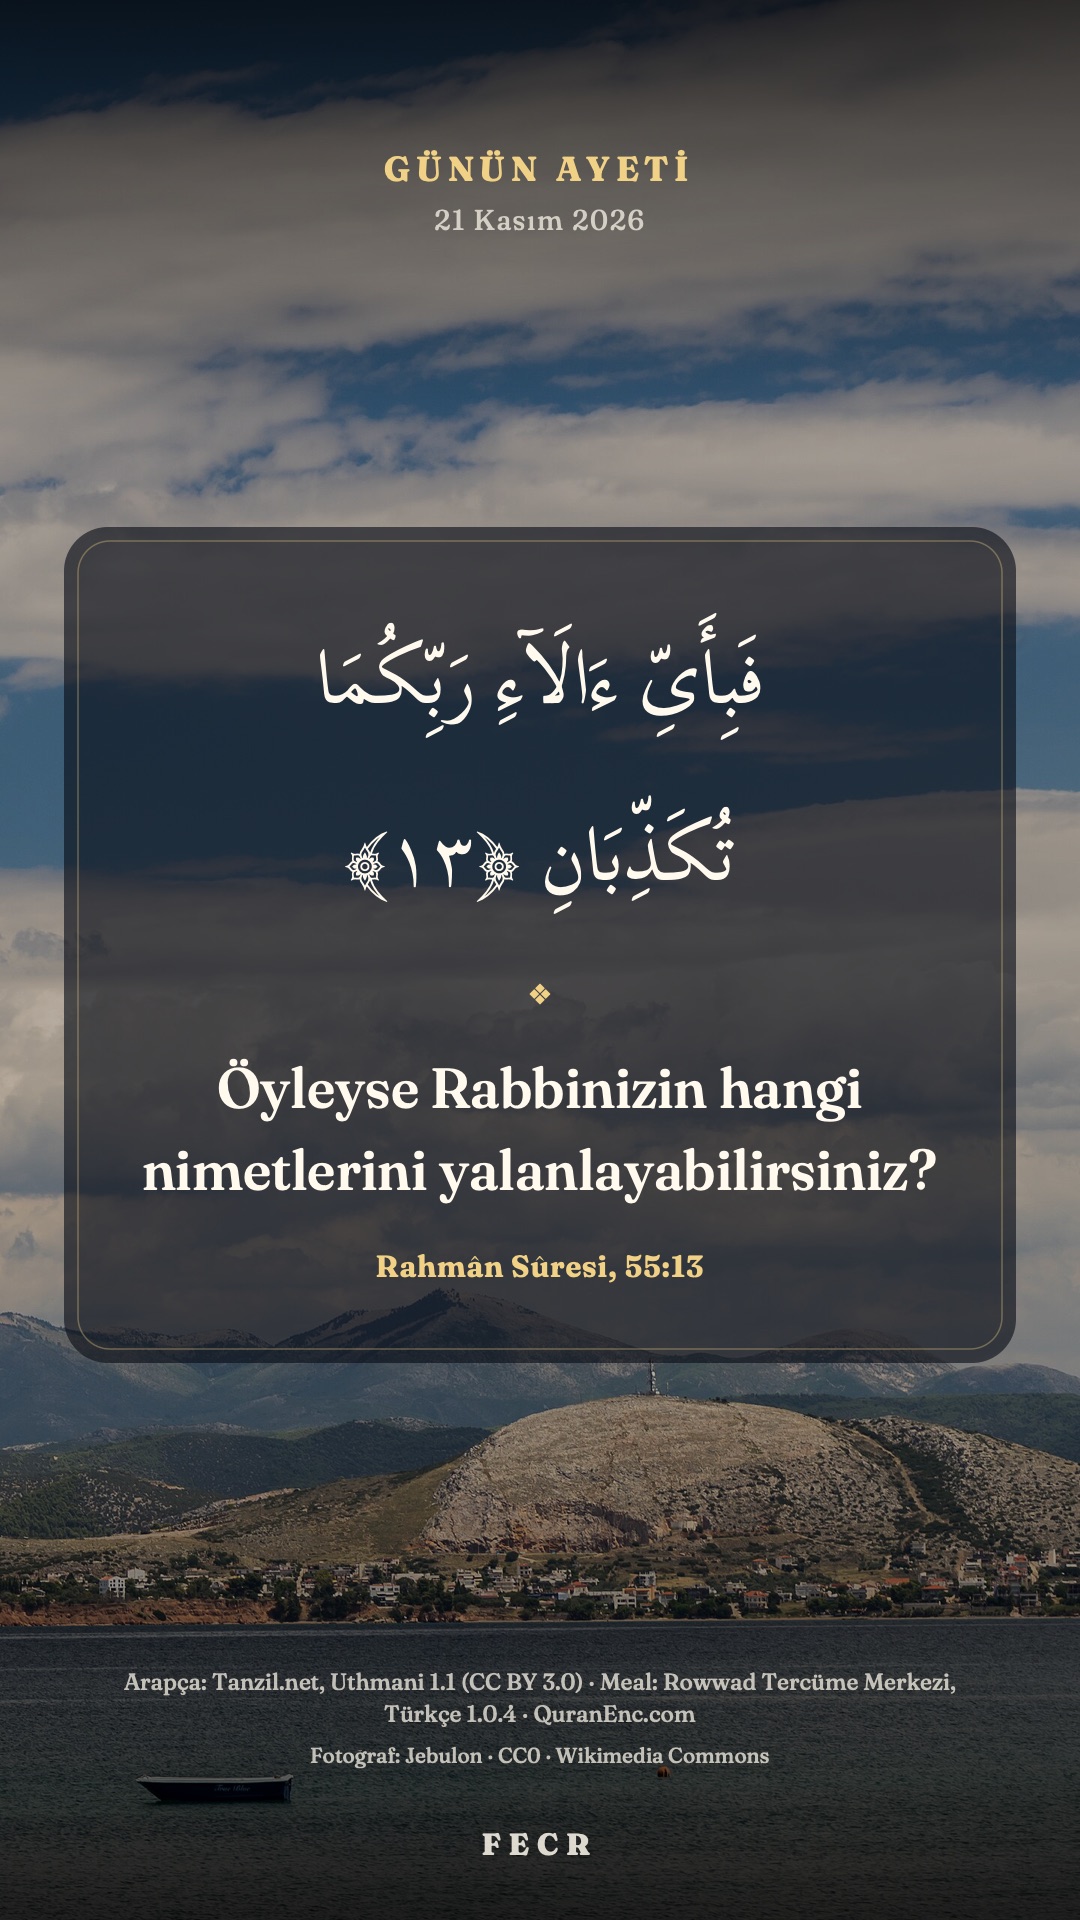 GÜNÜN AYETİ
21 Kasım 2026
فَبِأَىِّ ءَالَآءِ رَبِّكُمَا
تُكَذِّبَانِ ﴿١٣﴾
Öyleyse Rabbinizin hangi
nimetlerini yalanlayabilirsiniz?
Rahmân Sûresi, 55:13
Arapça: Tanzil.net, Uthmani 1.1 (CC BY 3.0) · Meal: Rowwad Tercüme Merkezi,
Türkçe 1.0.4 · QuranEnc.com
Fotoğraf: Jebulon · CC0 · Wikimedia Commons
FECR